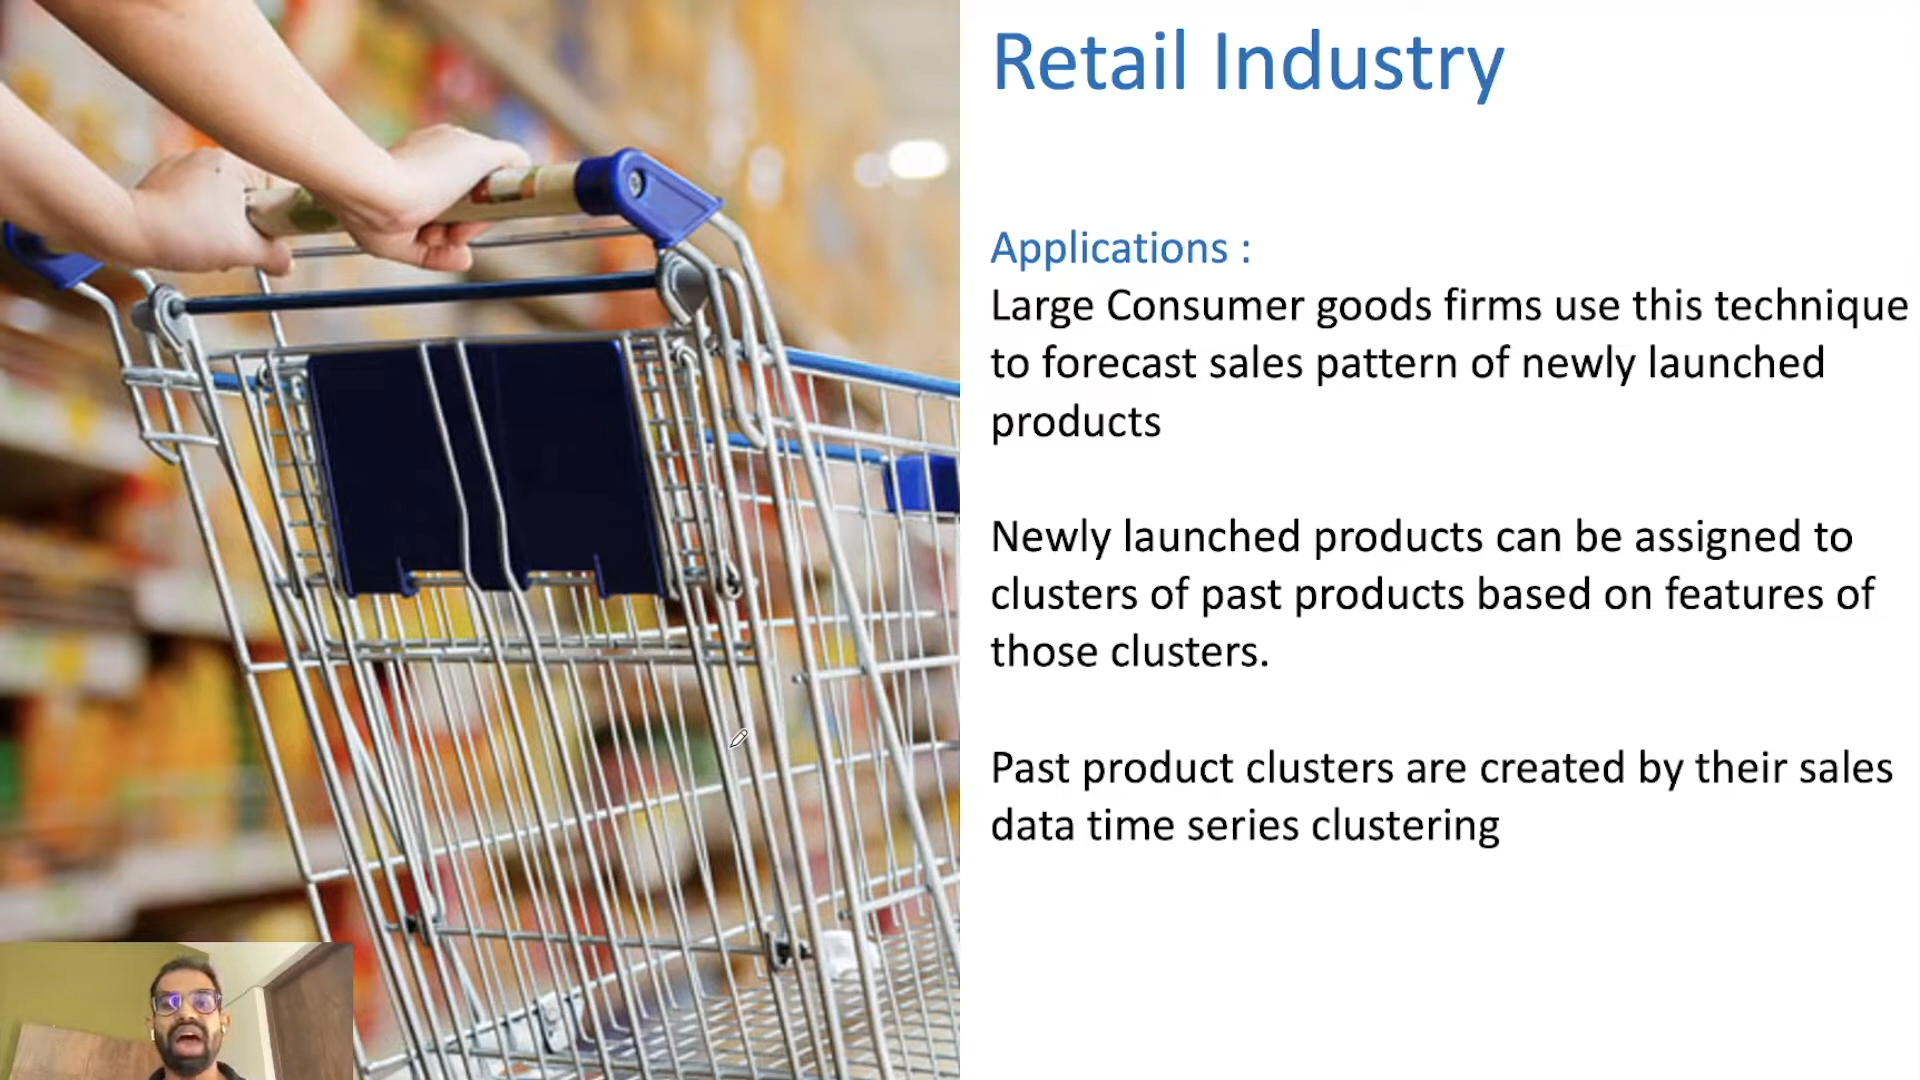 Retail Industry
Applications :
Large Consumer goods firms use this technique
to forecast sales pattern of newly launched
products
Newly launched products can be assigned to
clusters of past products based on features of
those clusters.
Past product clusters are created by their sales
data time series clustering